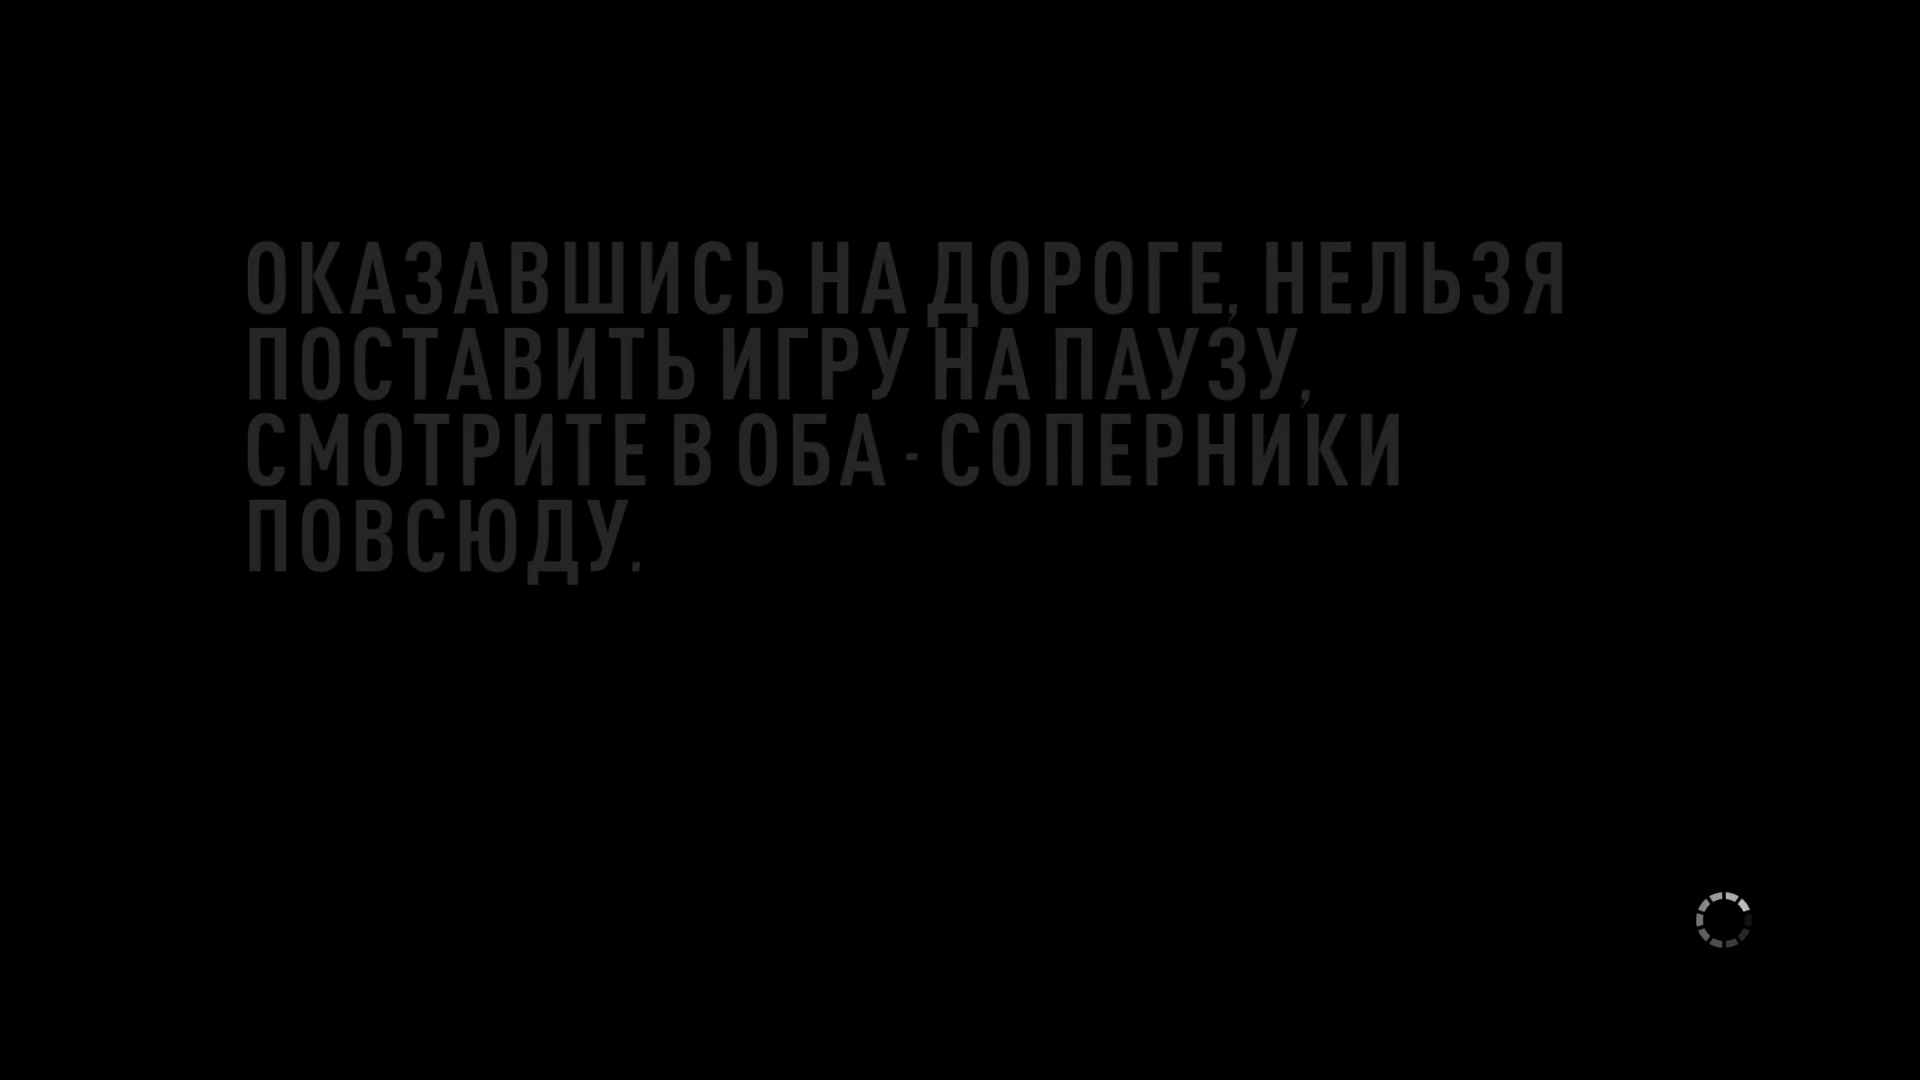 ОКАЗАВШИСЬ НА ДОРОГЕ, НЕЛЬЗЯ
ПОСТАВИТЬ ИГРУ НА ПАУЗУ,
СМОТРИТЕ В ОБА - СОПЕРНИКИ
ПОВСЮДУ.